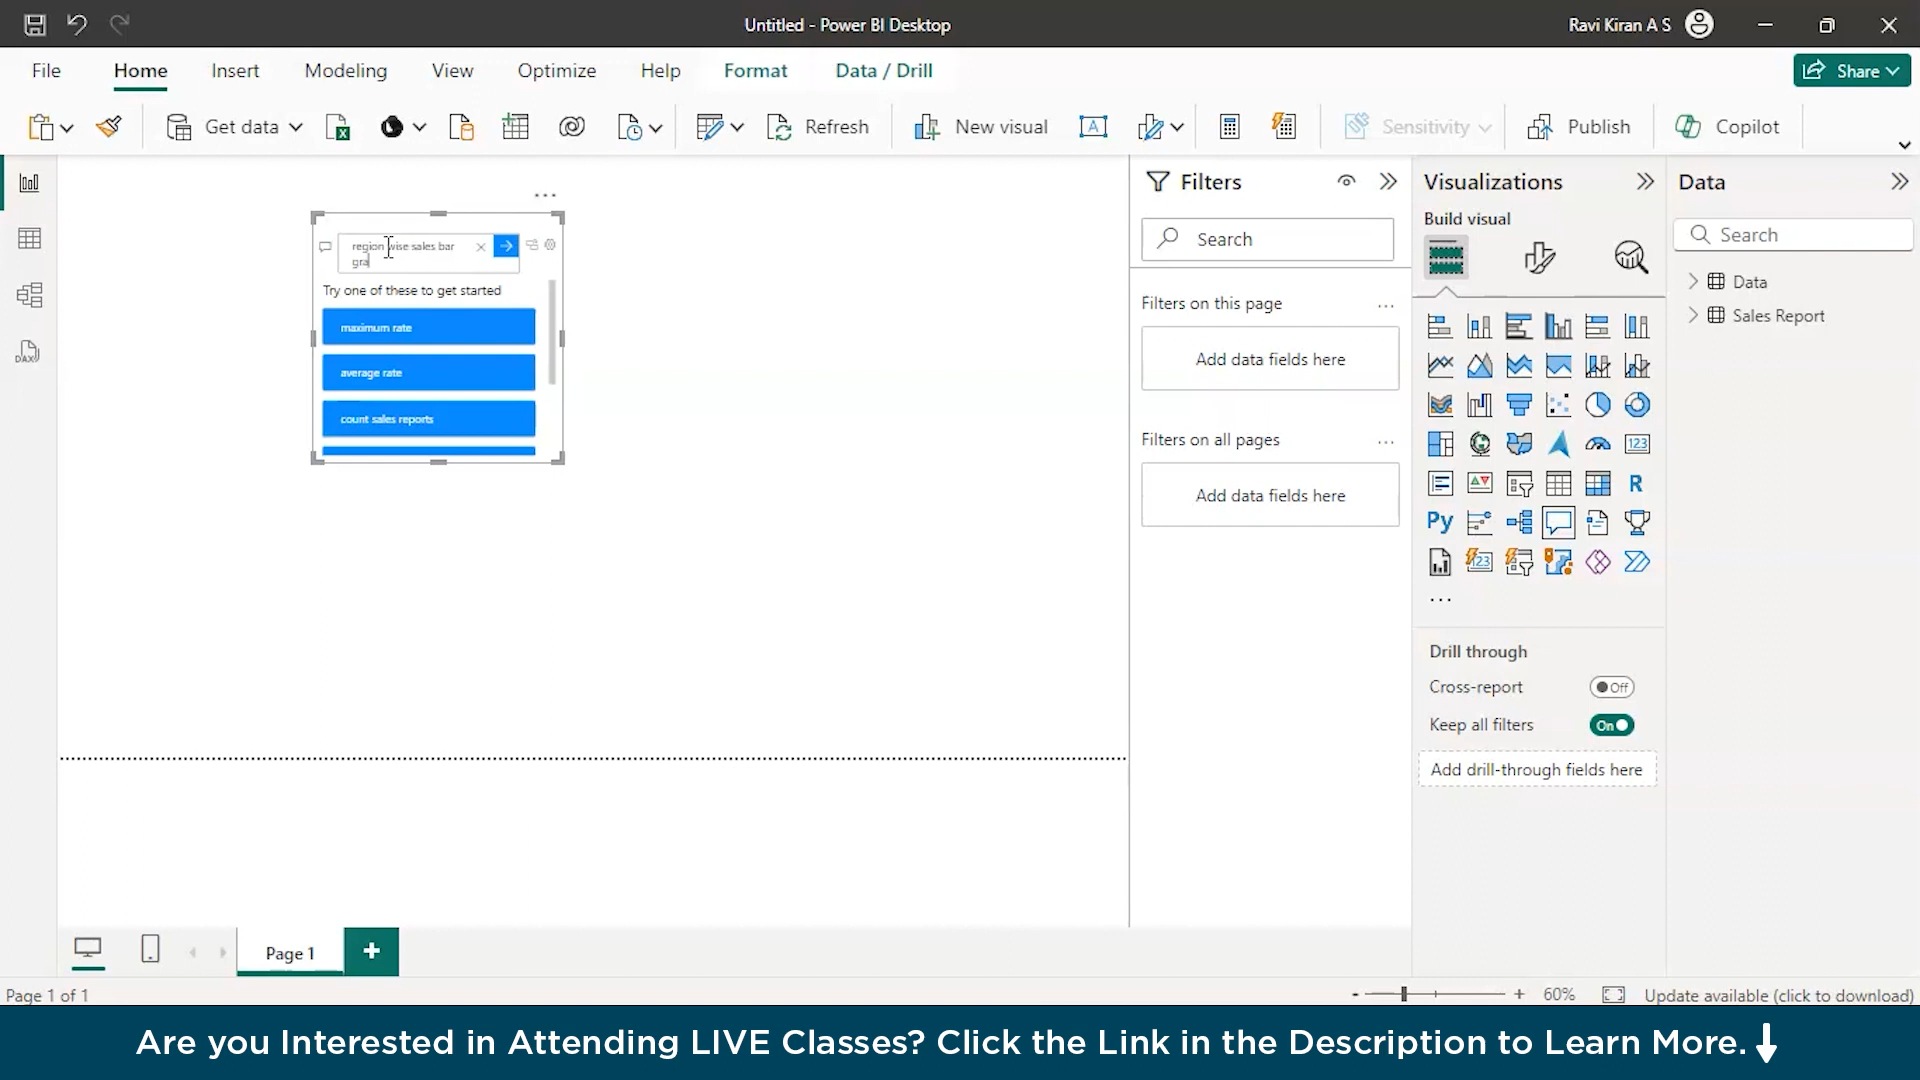 Untitled - Power BI Desktop
Ravi Kiran A S
File
Home
Insert
Modeling
View
Optimize
Help
Format
Data / Drill
Share
Get data
Refresh
New visual
Sensitivity
Publish
Copilot
region wise sales bar
gra
Try one of these to get started
maximum rate
average rate
count sales reports
Filters
Search
Filters on this page
Add data fields here
Filters on all pages
Add data fields here
Visualizations
Build visual
123
R
Py
123
Drill through
Cross-report
Off
Keep all filters
On
Add drill-through fields here
Data
Search
Data
Sales Report
DAX
Page 1
Page 1 of 1
60%
Update available (click to download)
Are you Interested in Attending LIVE Classes? Click the Link in the Description to Learn More.